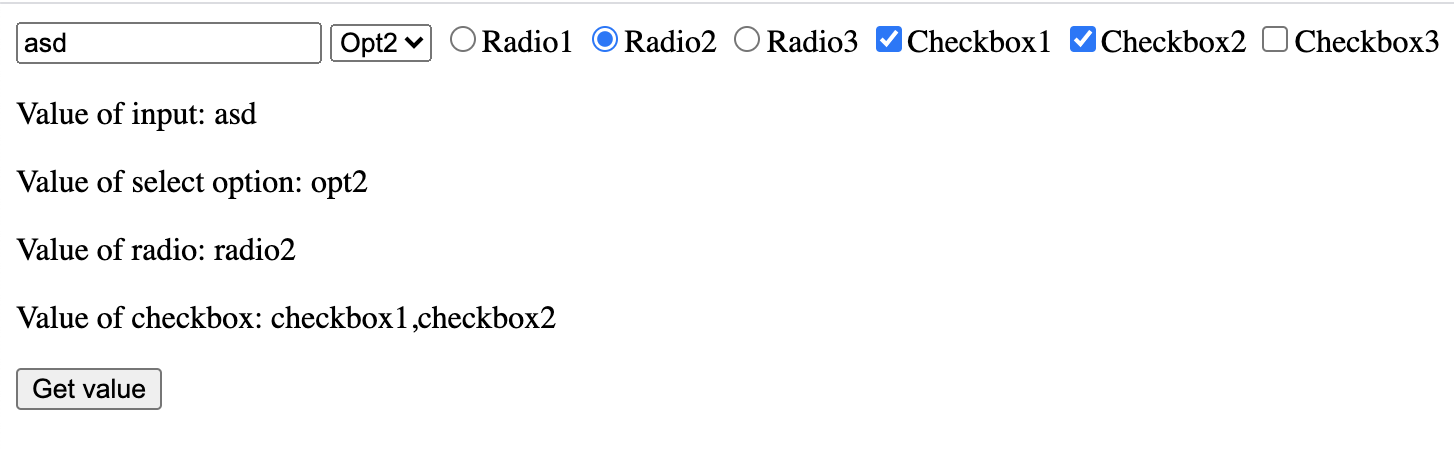 asd Opt2 Radio1 Radio2 Radio3 Checkbox1 Checkbox2 Checkbox3
Value of input: asd
Value of select option: opt2
Value of radio: radio2
Value of checkbox: checkbox1,checkbox2
Get value